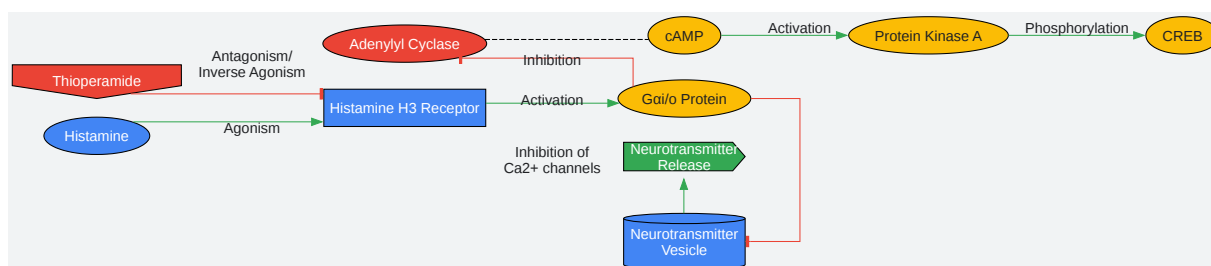 Adenylyl Cyclase
cAMP
Activation
Protein Kinase A
Phosphorylation
CREB
Antagonism/
Inverse Agonism
Inhibition
Thioperamide
Histamine H3 Receptor
Activation
Gαi/o Protein
Histamine
Agonism
Inhibition of
Ca2+ channels
Neurotransmitter
Release
Neurotransmitter
Vesicle